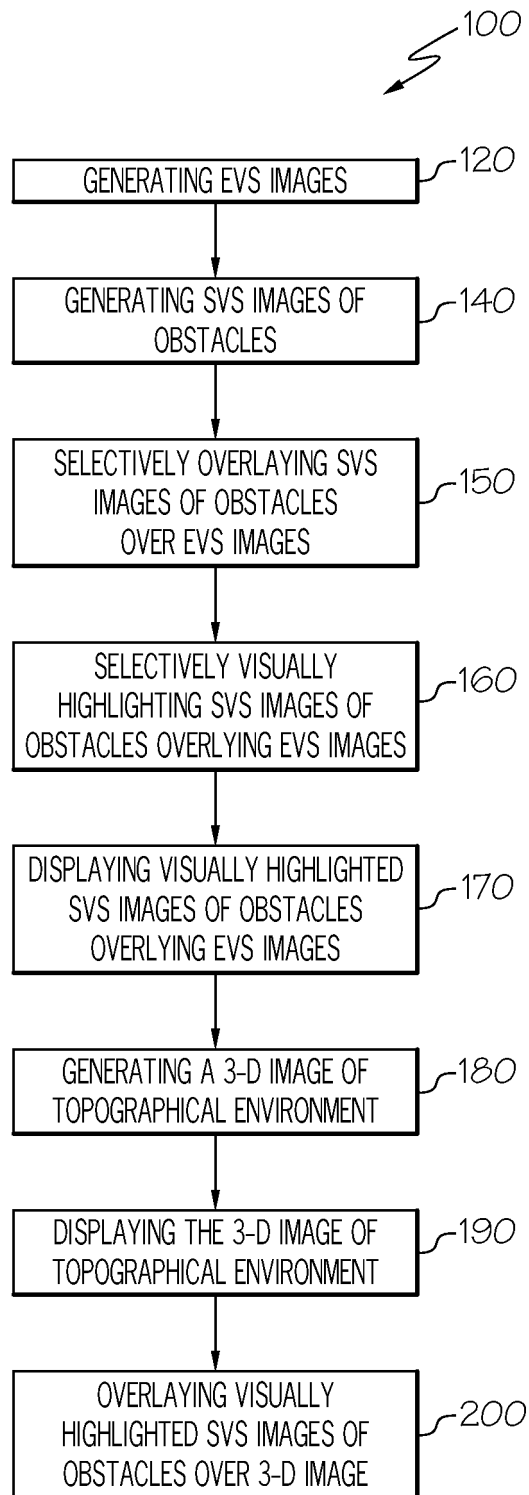 100
GENERATING EVS IMAGES
120
GENERATING SVS IMAGES OF
OBSTACLES
140
SELECTIVELY OVERLAYING SVS
IMAGES OF OBSTACLES
OVER EVS IMAGES
150
SELECTIVELY VISUALLY
HIGHLIGHTING SVS IMAGES OF
OBSTACLES OVERLYING EVS IMAGES
160
DISPLAYING VISUALLY HIGHLIGHTED
SVS IMAGES OF OBSTACLES
OVERLYING EVS IMAGES
170
GENERATING A 3-D IMAGE OF
TOPOGRAPHICAL ENVIRONMENT
180
DISPLAYING THE 3-D IMAGE OF
TOPOGRAPHICAL ENVIRONMENT
190
OVERLAYING VISUALLY
HIGHLIGHTED SVS IMAGES OF
OBSTACLES OVER 3-D IMAGE
200